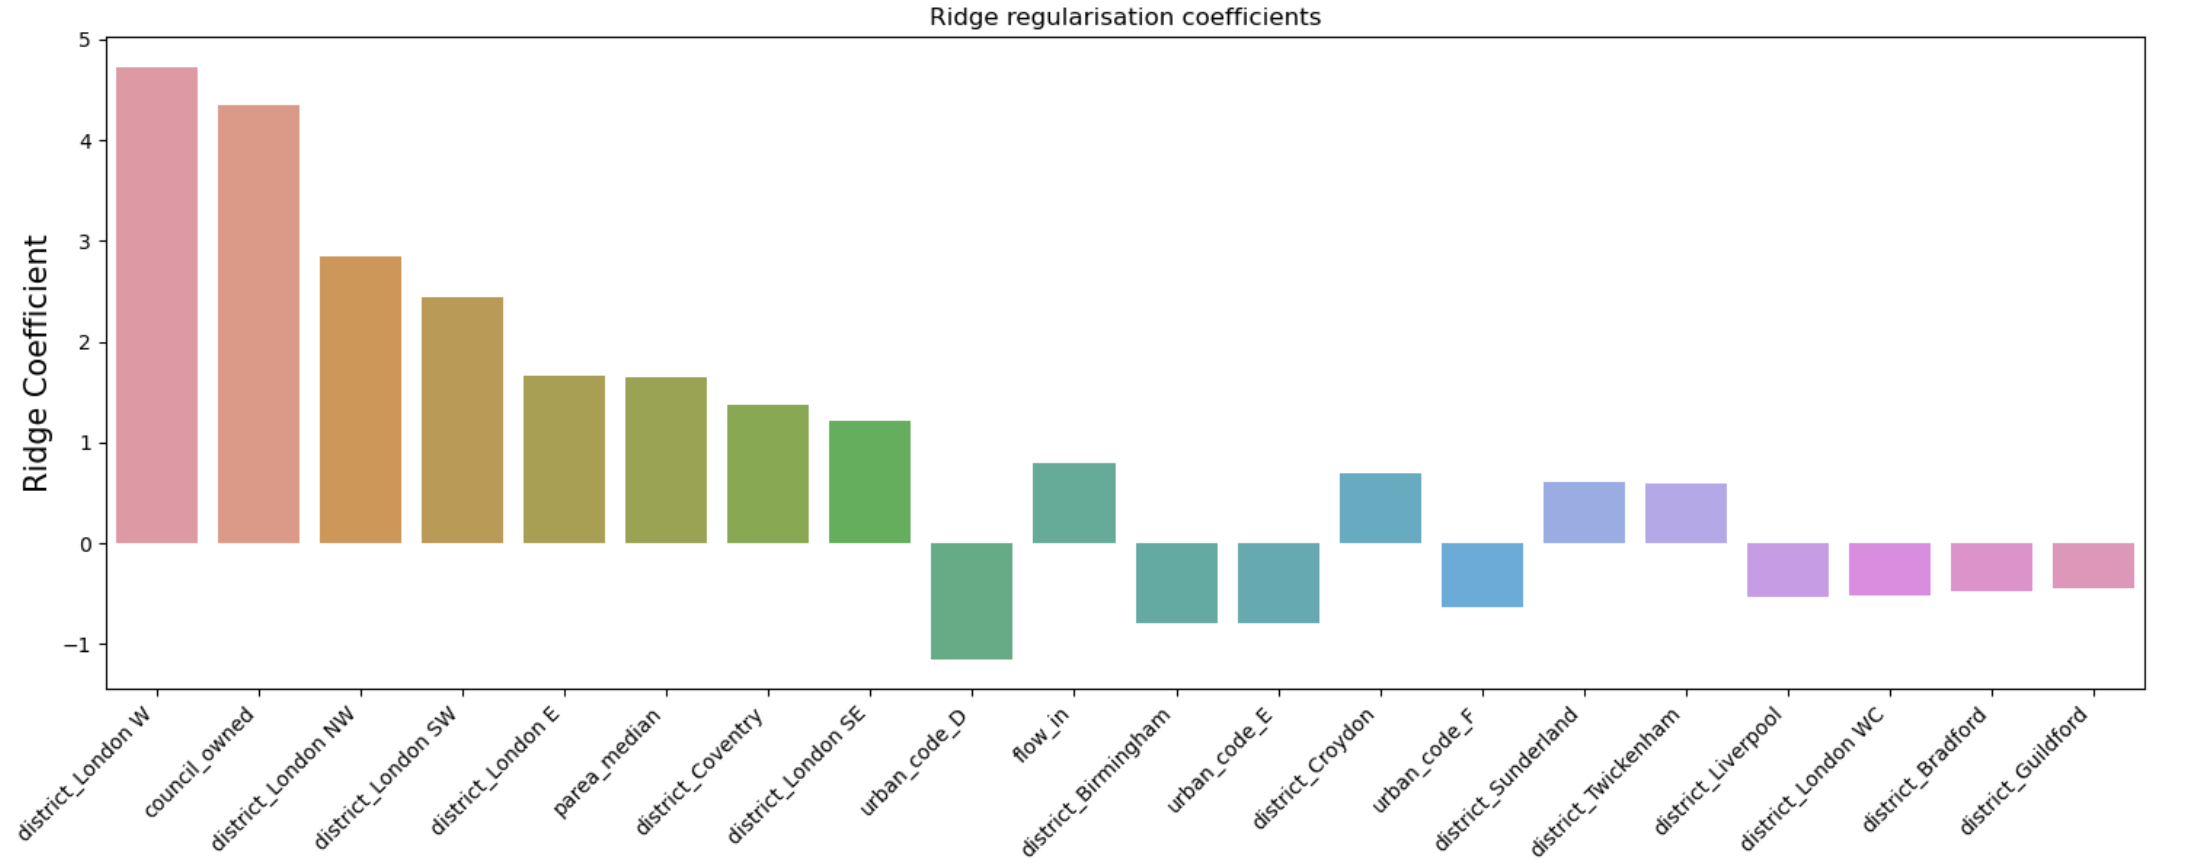 Ridge regularisation coefficients
Ridge Coefficient
5
4
3
2
1
0
−1
district_London W
council_owned
district_London NW
district_London SW
district_London E
parea_median
district_Coventry
district_London SE
urban_code_D
flow_in
district_Birmingham
urban_code_E
district_Croydon
urban_code_F
district_Sunderland
district_Twickenham
district_Liverpool
district_London WC
district_Bradford
district_Guildford